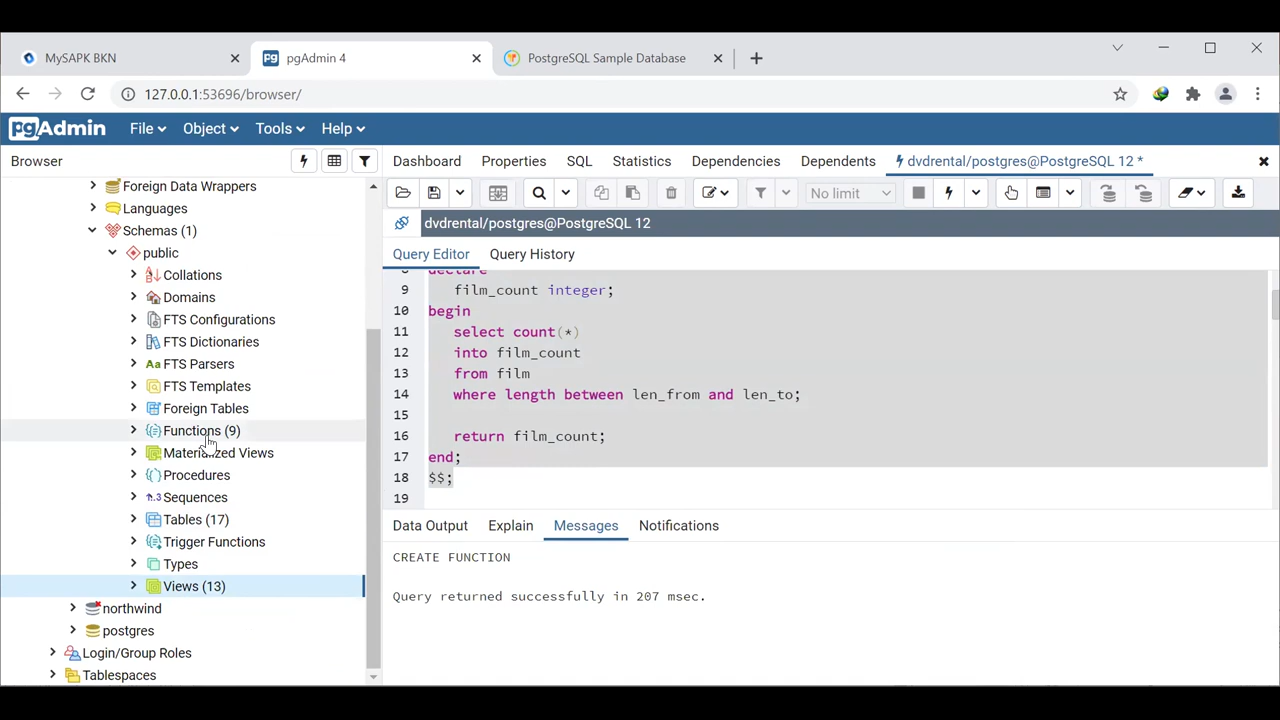 MySAPK BKN
pgAdmin 4
PostgreSQL Sample Database
127.0.0.1:53696/browser/
pgAdmin File Object Tools Help
Browser
Dashboard Properties SQL Statistics Dependencies Dependents dvdrental/postgres@PostgreSQL 12 *
No limit
dvdrental/postgres@PostgreSQL 12
Query Editor Query History
Foreign Data Wrappers
Languages
Schemas (1)
public
Collations
Domains
FTS Configurations
FTS Dictionaries
Aa FTS Parsers
FTS Templates
Foreign Tables
Functions (9)
Materialized Views
Procedures
1..3 Sequences
Tables (17)
Trigger Functions
Types
Views (13)
northwind
postgres
Login/Group Roles
Tablespaces
8 declare
9 film_count integer;
10 begin
11 select count(*)
12 into film_count
13 from film
14 where length between len_from and len_to;
15
16 return film_count;
17 end;
18 $$;
19
Data Output Explain Messages Notifications
CREATE FUNCTION
Query returned successfully in 207 msec.